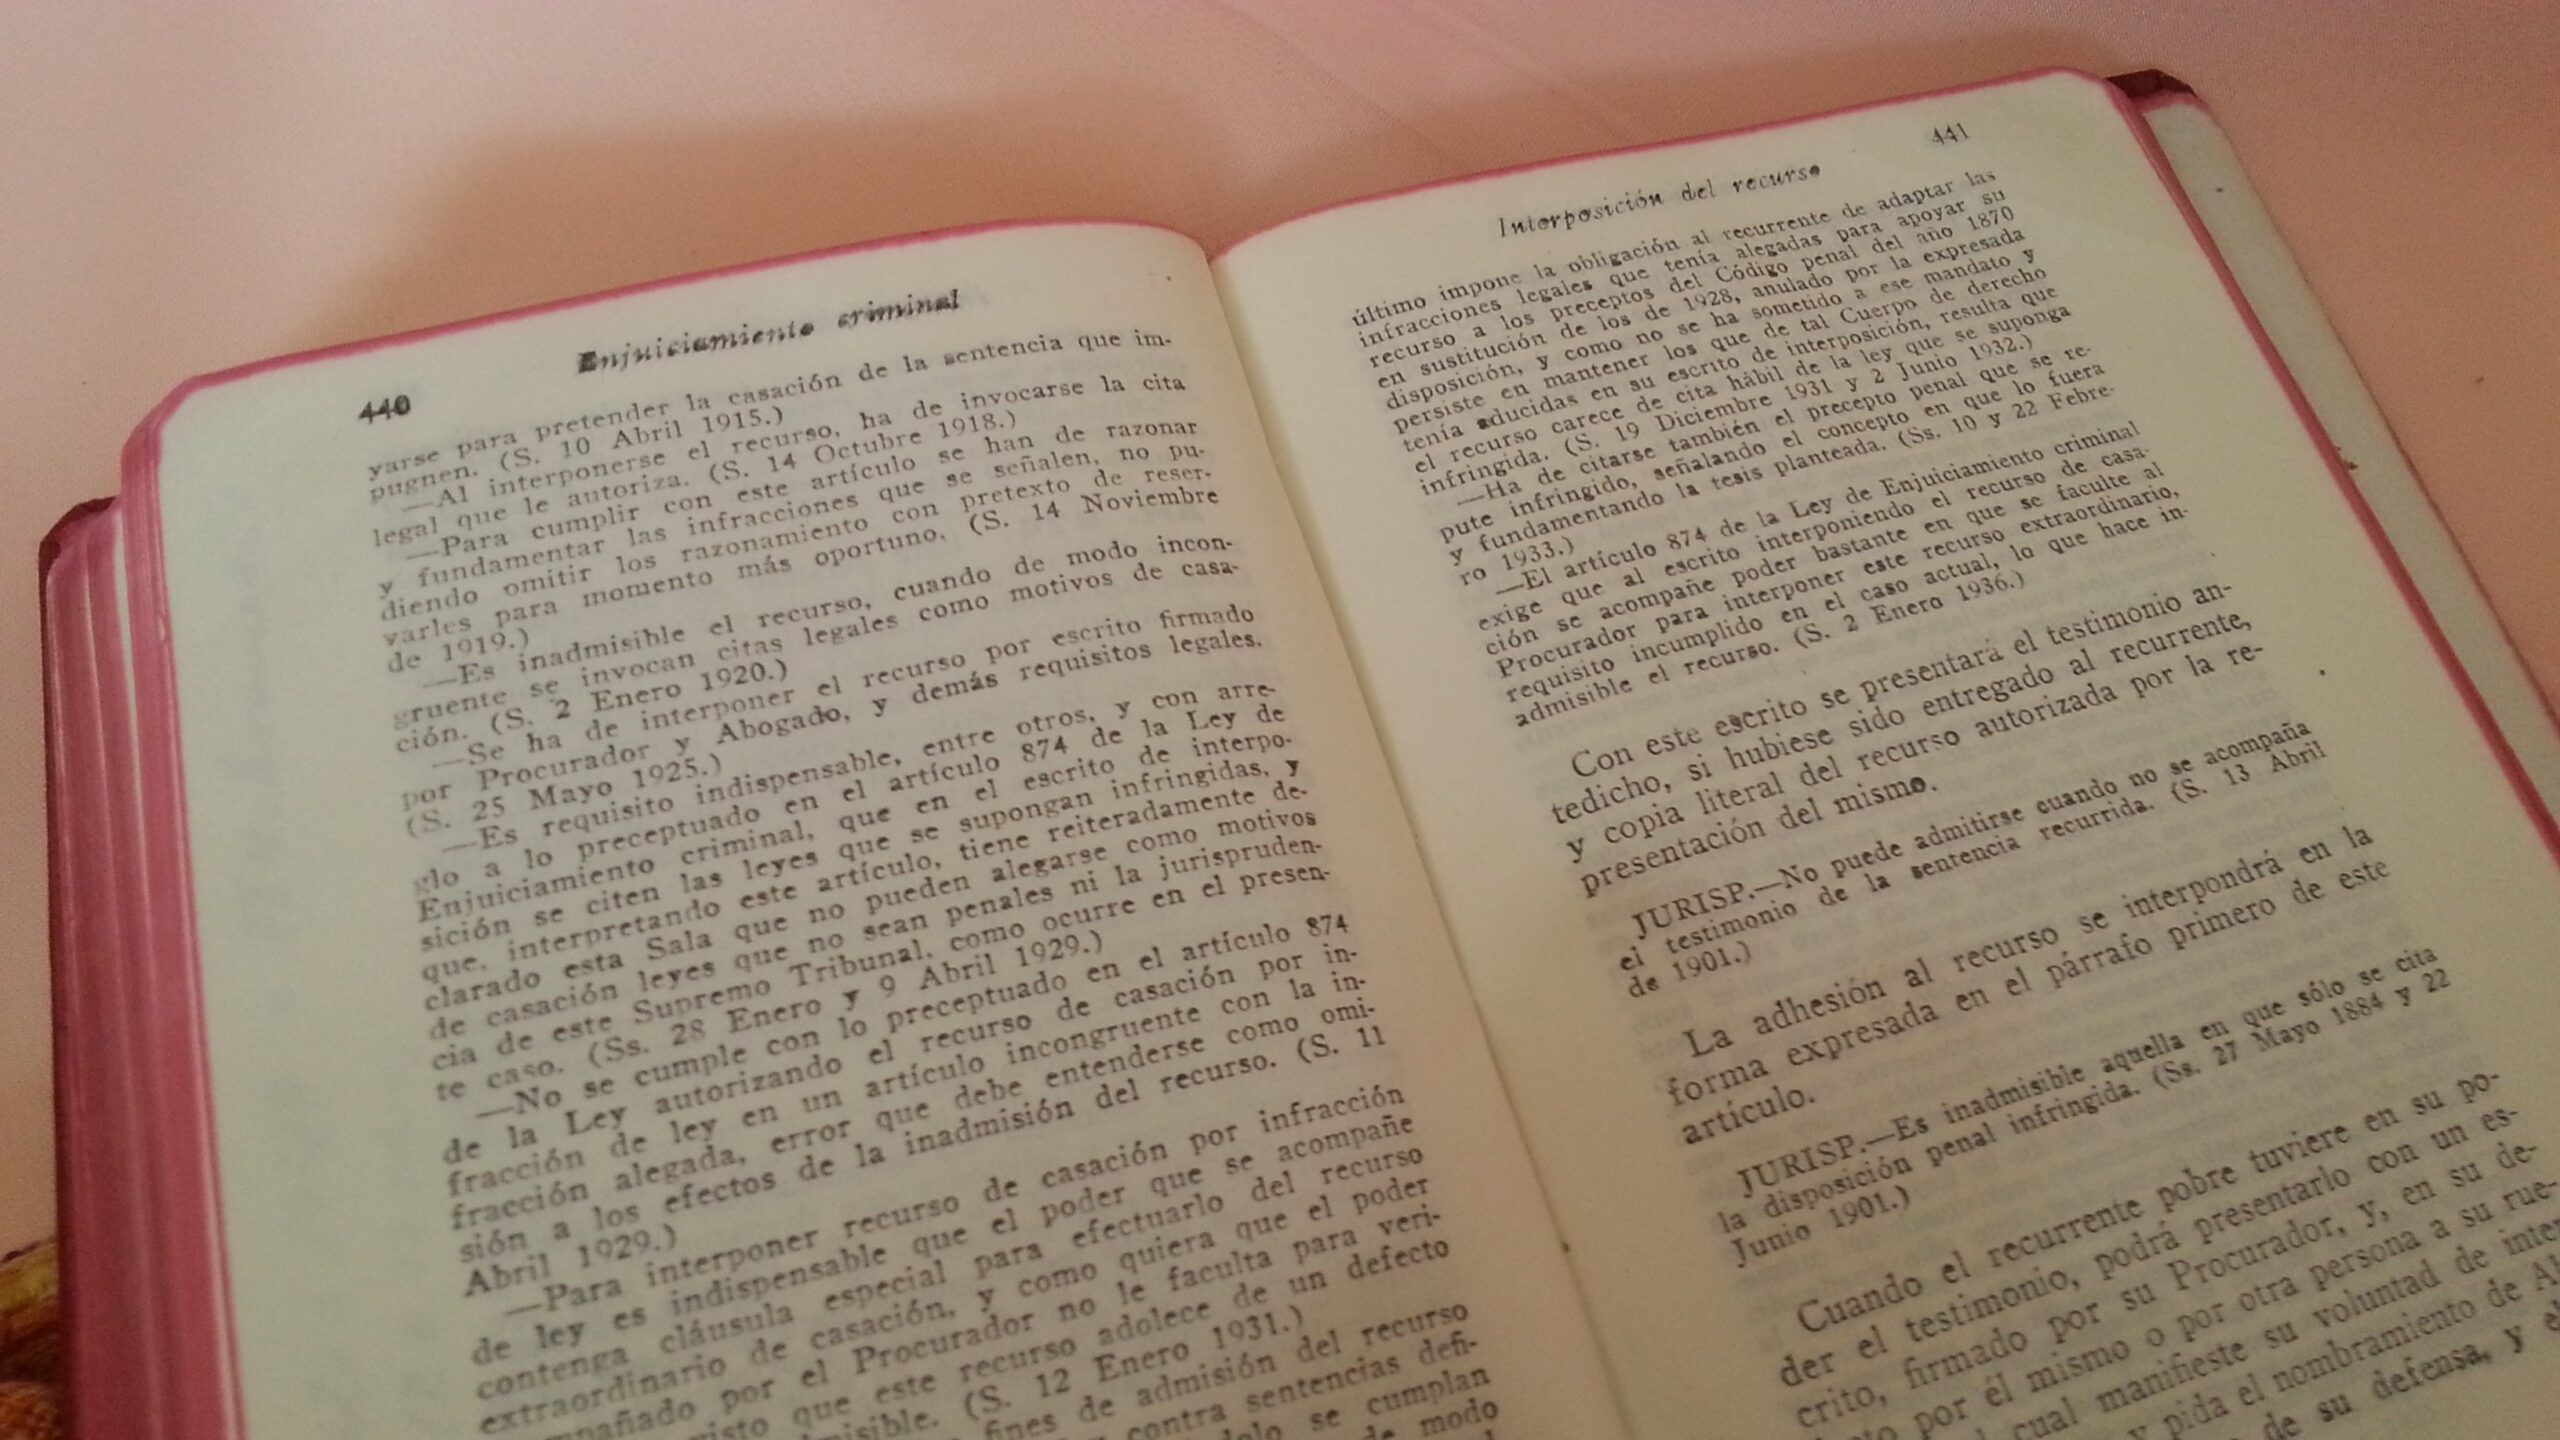 440
Enjuiciamiento criminal
yarse para pretender la casación de la sentencia que im-
pugnen. (S. 10 Abril 1915.)
—Al interponerse el recurso, ha de invocarse la cita
legal que le autoriza. (S. 14 Octubre 1918.)
—Para cumplir con este artículo se han de razonar
y fundamentar las infracciones que se señalen, no pu-
diendo omitir los razonamiento con pretexto de reser-
varles para momento más oportuno. (S. 14 Noviembre
de 1919.)
—Es inadmisible el recurso, cuando de modo incon-
gruente se invocan citas legales como motivos de casa-
ción. (S. 2 Enero 1920.)
—Se ha de interponer el recurso por escrito firmado
por Procurador y Abogado, y demás requisitos legales.
(S. 25 Mayo 1925.)
—Es requisito indispensable, entre otros, y con arre-
glo a lo preceptuado en el artículo 874 de la Ley de
Enjuiciamiento criminal, que en el escrito de interpo-
sición se citen las leyes que se supongan infringidas, y
que, interpretando este artículo, tiene reiteradamente de-
clarado esta Sala que no pueden alegarse como motivos
de casación leyes que no sean penales ni la jurispruden-
cia de este Supremo Tribunal, como ocurre en el presen-
te caso. (Ss. 28 Enero y 9 Abril 1929.)
—No se cumple con lo preceptuado en el artículo 874
de la Ley autorizando el recurso de casación por in-
fracción de ley en un artículo incongruente con la in-
fracción alegada, error que debe entenderse como omi-
sión a los efectos de la inadmisión del recurso. (S. 11
Abril 1929.)
—Para interponer recurso de casación por infracción
de ley es indispensable que el poder que se acompañe
contenga cláusula especial para efectuarlo del recurso
extraordinario de casación, y como quiera que el poder
mpañado por el Procurador no le faculta para veri-
visto que este recurso adolece de un defecto
misible. (S. 12 Enero 1931.)
fines de admisión del recurso
contra sentencias defi-
se cumplan
de modo
441
Interposición del recurso
último impone la obligación al recurrente de adaptar las
infracciones legales que tenía alegadas para apoyar su
recurso a los preceptos del Código penal del año 1870
en sustitución de los de 1928, anulado por la expresada
disposición, y como no se ha sometido a ese mandato y
persiste en mantener los que de tal Cuerpo de derecho
tenía aducidas en su escrito de interposición, resulta que
el recurso carece de cita hábil de la ley que se suponga
infringida. (S. 19 Diciembre 1931 y 2 Junio 1932.)
—Ha de citarse también el precepto penal que se re-
pute infringido, señalando el concepto en que lo fuera
y fundamentando la tesis planteada. (Ss. 10 y 22 Febre-
ro 1933.)
—El artículo 874 de la Ley de Enjuiciamiento criminal
exige que al escrito interponiendo el recurso de casa-
ción se acompañe poder bastante en que se faculte al
Procurador para interponer este recurso extraordinario,
requisito incumplido en el caso actual, lo que hace in-
admisible el recurso. (S. 2 Enero 1936.)
Con este escrito se presentará el testimonio an-
tedicho, si hubiese sido entregado al recurrente,
y copia literal del recurso autorizada por la re-
presentación del mismo.
JURISP.—No puede admitirse cuando no se acompaña
el testimonio de la sentencia recurrida. (S. 13 Abril
de 1901.)
La adhesión al recurso se interpondrá en la
forma expresada en el párrafo primero de este
artículo.
JURISP.—Es inadmisible aquella en que sólo se cita
la disposición penal infringida. (Ss. 27 Mayo 1884 y 22
Junio 1901.)
Cuando el recurrente pobre tuviere en su po-
der el testimonio, podrá presentarlo con un es-
crito, firmado por su Procurador, y, en su de-
por él mismo o por otra persona a su rue-
cual manifieste su voluntad de inter
y pida el nombramiento de Ab
de su defensa, y e